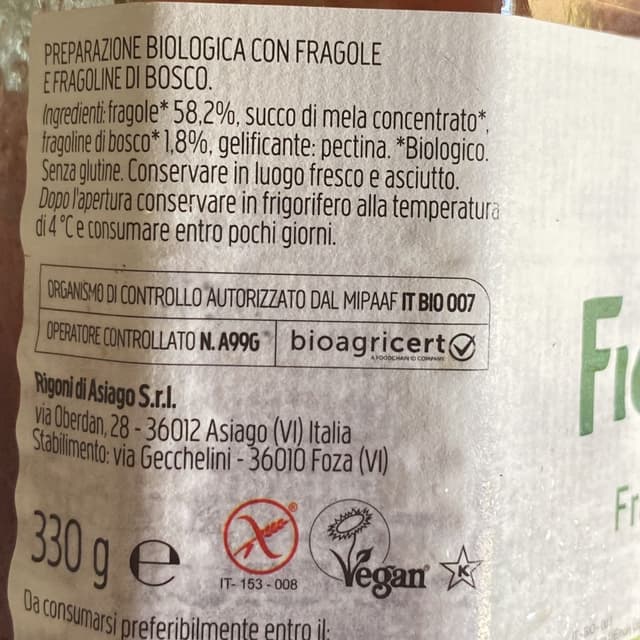 PREPARAZIONE BIOLOGICA CON FRAGOLE
E FRAGOLINE DI BOSCO.
Ingredienti: fragole* 58,2%, succo di mela concentrato*,
fragoline di bosco* 1,8%, gelificante: pectina. *Biologico.
Senza glutine. Conservare in luogo fresco e asciutto.
Dopo l'apertura conservare in frigorifero alla temperatura
di 4 °C e consumare entro pochi giorni.
ORGANISMO DI CONTROLLO AUTORIZZATO DAL MIPAAF IT BIO 007
OPERATORE CONTROLLATO N. A99G
bioagricert
A FOODCHAIN ID COMPANY
Rigoni di Asiago S.r.l.
via Oberdan, 28 - 36012 Asiago (VI) Italia
Stabilimento: via Gecchelini - 36010 Foza (VI)
330 g e
IT-153-008
Vegan
K
Da consumarsi preferibilmente entro il:
Fi
Fr